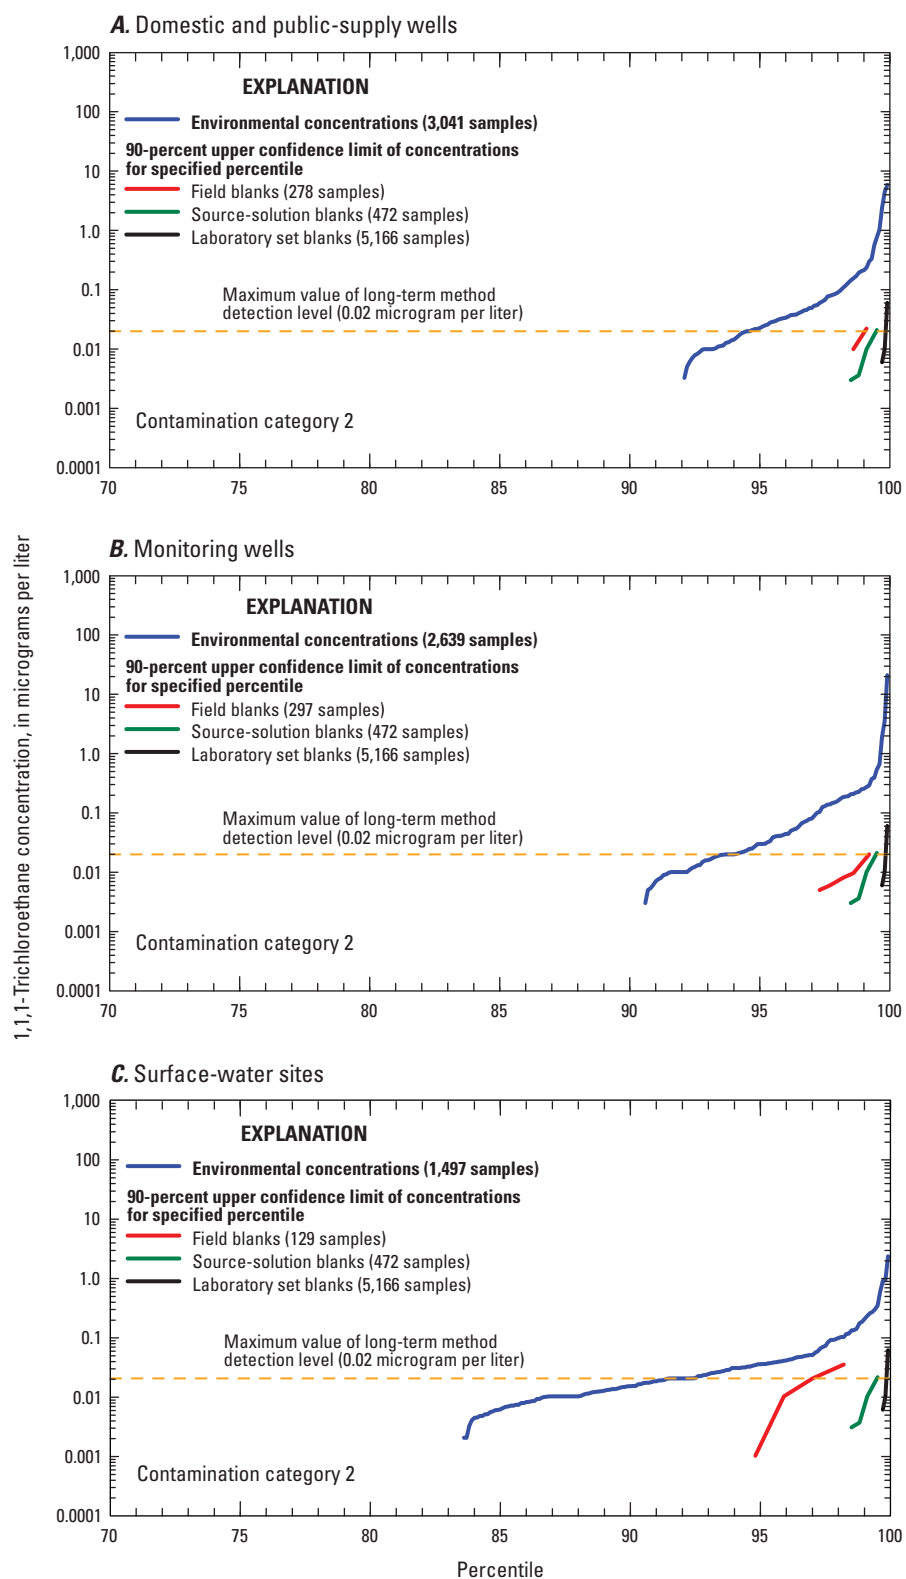 A. Domestic and public-supply wells
1,000
100
10
1.0
0.1
0.01
0.001
0.0001
EXPLANATION
Environmental concentrations (3,041 samples)
90-percent upper confidence limit of concentrations
for specified percentile
Field blanks (278 samples)
Source-solution blanks (472 samples)
Laboratory set blanks (5,166 samples)
Maximum value of long-term method
detection level (0.02 microgram per liter)
Contamination category 2
70 75 80 85 90 95 100
1,1,1-Trichloroethane concentration, in micrograms per liter
B. Monitoring wells
1,000
100
10
1.0
0.1
0.01
0.001
0.0001
EXPLANATION
Environmental concentrations (2,639 samples)
90-percent upper confidence limit of concentrations
for specified percentile
Field blanks (297 samples)
Source-solution blanks (472 samples)
Laboratory set blanks (5,166 samples)
Maximum value of long-term method
detection level (0.02 microgram per liter)
Contamination category 2
70 75 80 85 90 95 100
C. Surface-water sites
1,000
100
10
1.0
0.1
0.01
0.001
0.0001
EXPLANATION
Environmental concentrations (1,497 samples)
90-percent upper confidence limit of concentrations
for specified percentile
Field blanks (129 samples)
Source-solution blanks (472 samples)
Laboratory set blanks (5,166 samples)
Maximum value of long-term method
detection level (0.02 microgram per liter)
Contamination category 2
70 75 80 85 90 95 100
Percentile